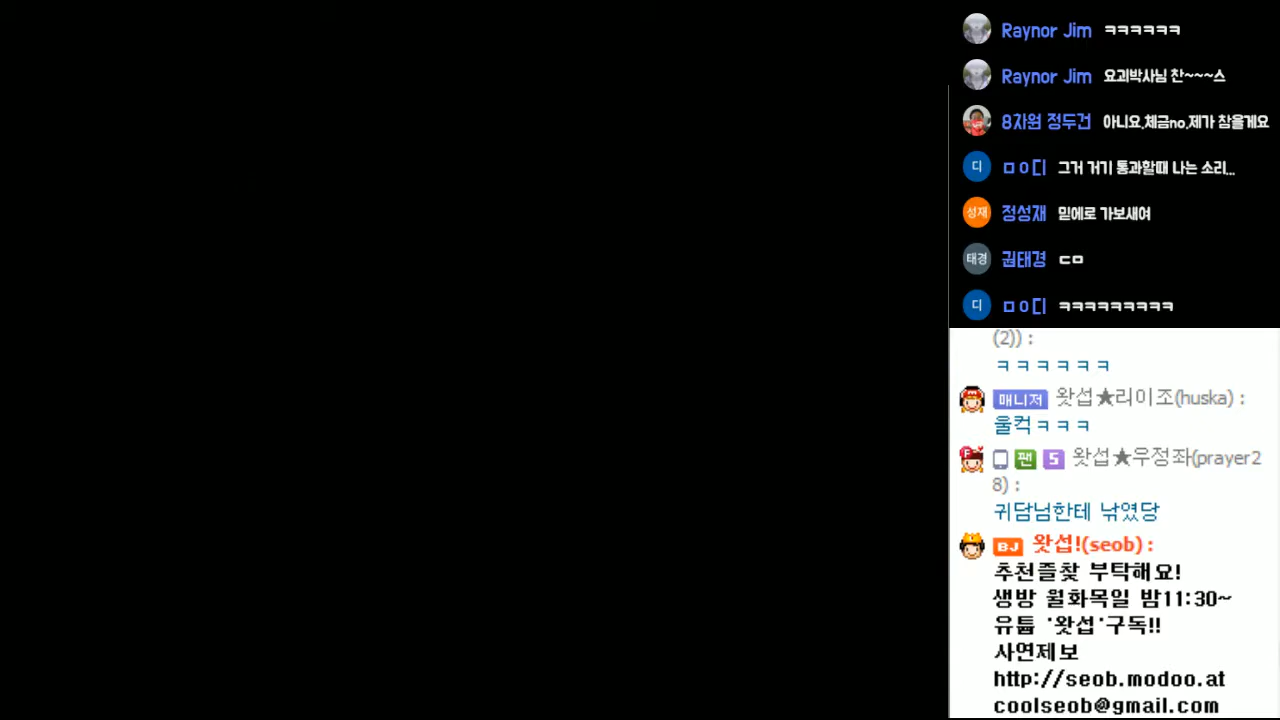 Raynor Jim ㅋㅋㅋㅋㅋㅋ
Raynor Jim 요괴박사님 찬~~~스
8차원 정두건 아니요,체금no,제가 참을게요
디 ㅁㅇ디 그거 거기 통과할때 나는 소리...
성재 정성재 밑에로 가보새여
태경 권태경 ㄷㅁ
디 ㅁㅇ디 ㅋㅋㅋㅋㅋㅋㅋㅋㅋ
(2)) :
ㅋㅋㅋㅋㅋㅋ
매니저 왓섭★리이조(huska) :
울컥ㅋㅋㅋ
팬 S 왓섭★우정좌(prayer2
8) :
귀담님한테 낚였당
BJ 왓섭!(seob) :
추천즐찾 부탁해요!
생방 월화목일 밤11:30~
유튭 '왓섭'구독!!
사연제보
http://seob.modoo.at
coolseob@gmail.com